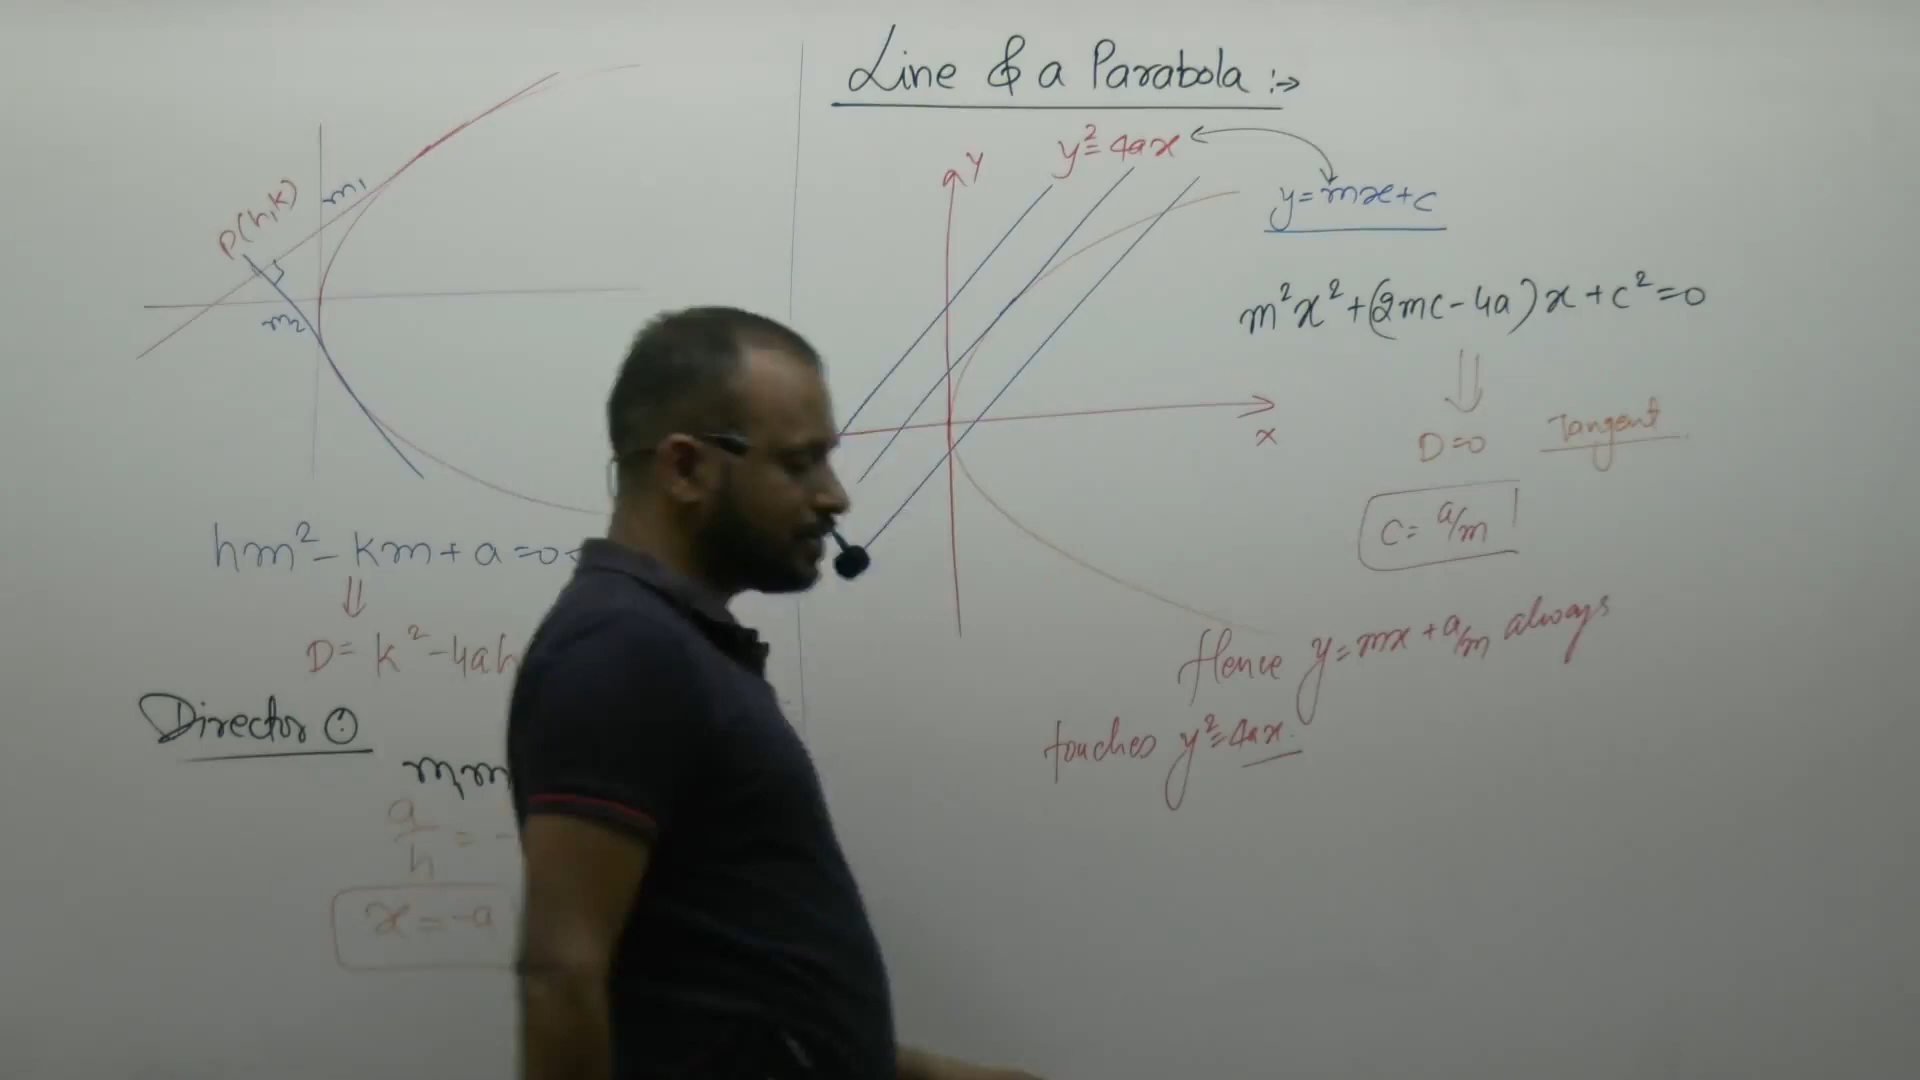 P(h,k)
m1
m2
hm² - km + a = 0
⇓
D = k² - 4ah
Director ⊙
m1m
a/h = -
x = -a
Line & a Parabola :→
y² = 4ax
y = mx + c
Y
x
m²x² + (2mc - 4a)x + c² = 0
⇓
D = 0 Tangent
c = a/m
Hence y = mx + a/m always
touches y² = 4ax.